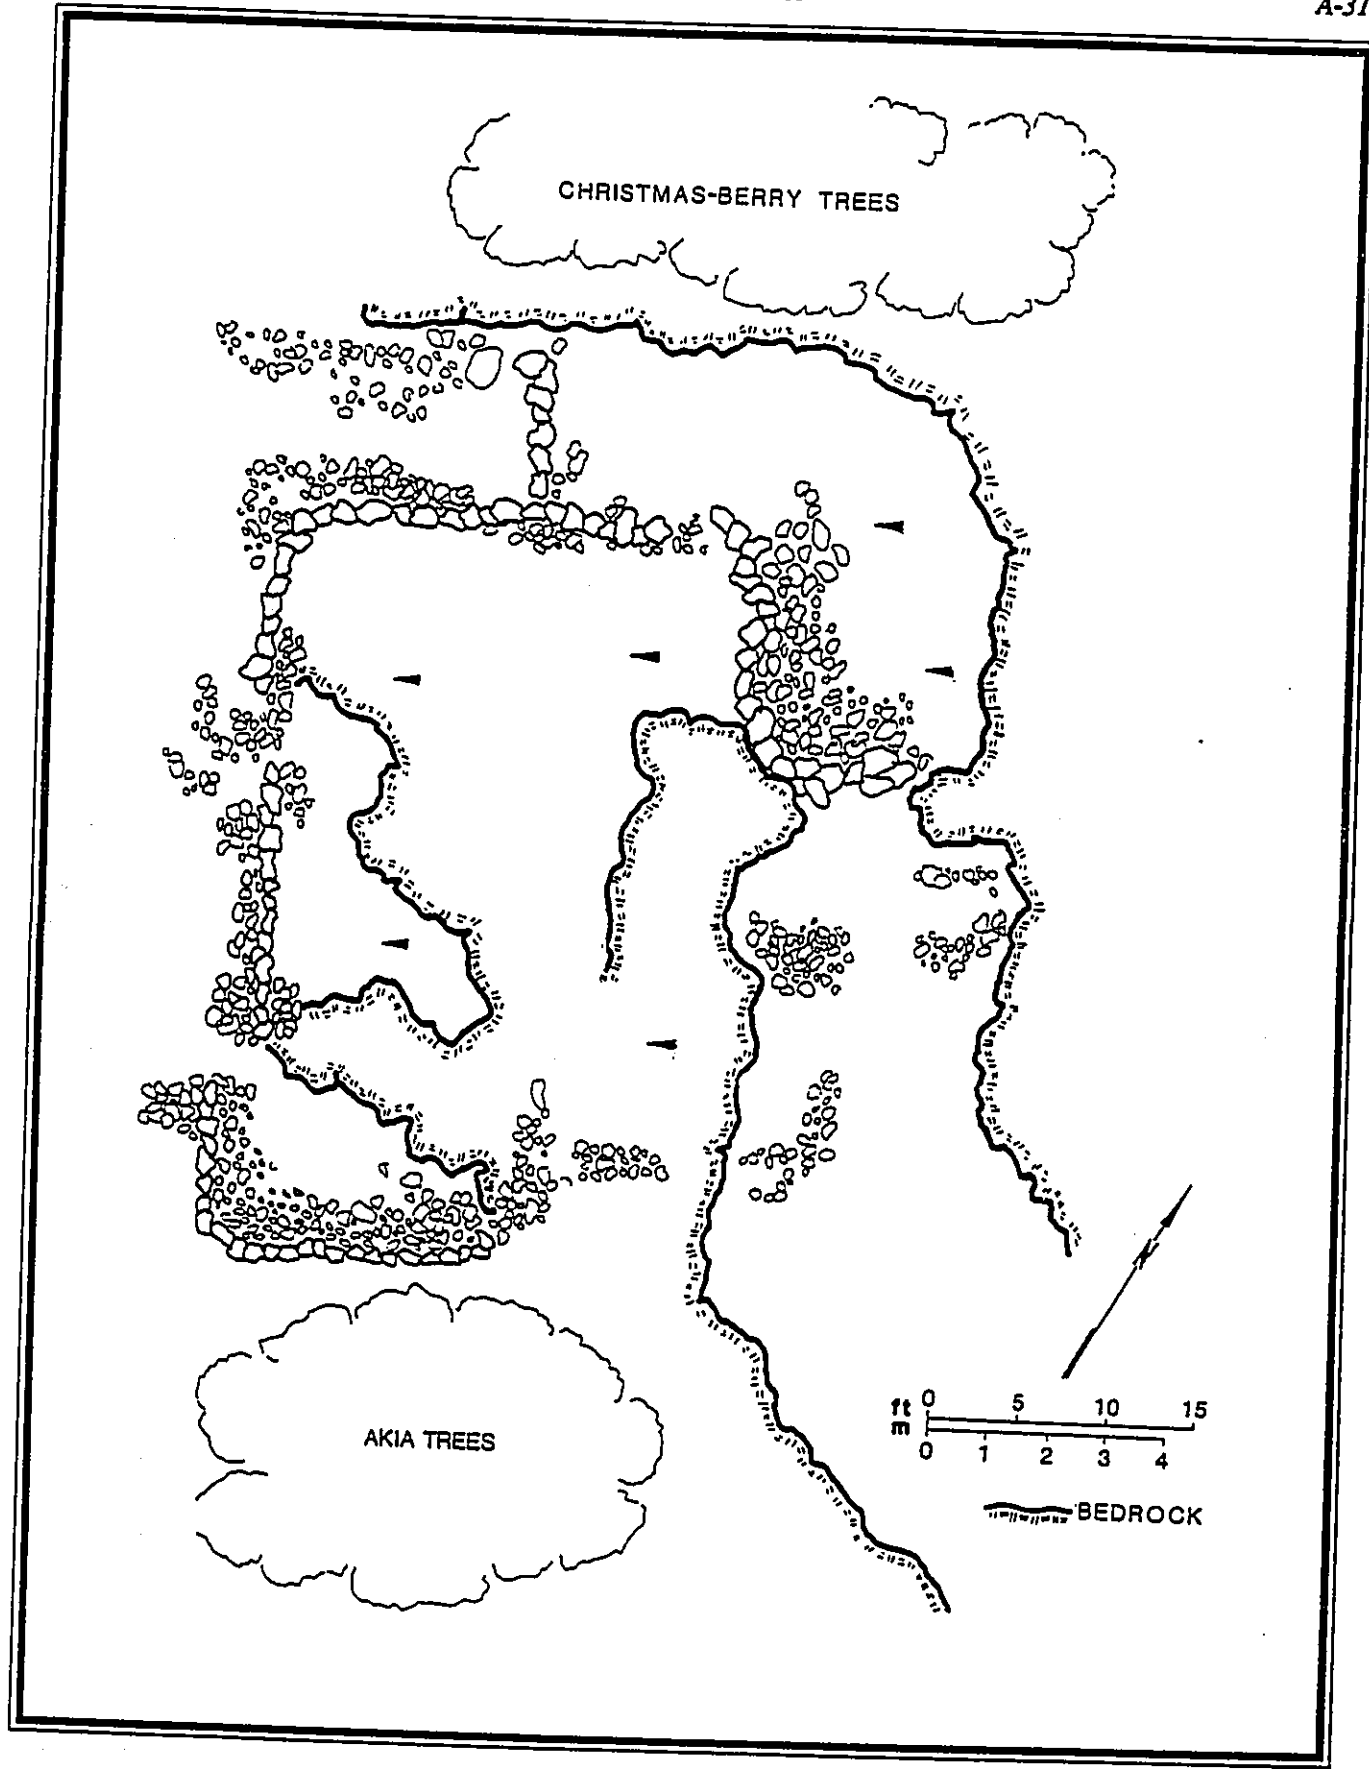 A-31
CHRISTMAS-BERRY TREES
N
AKIA TREES
ft 0 5 10 15
m 0 1 2 3 4
BEDROCK